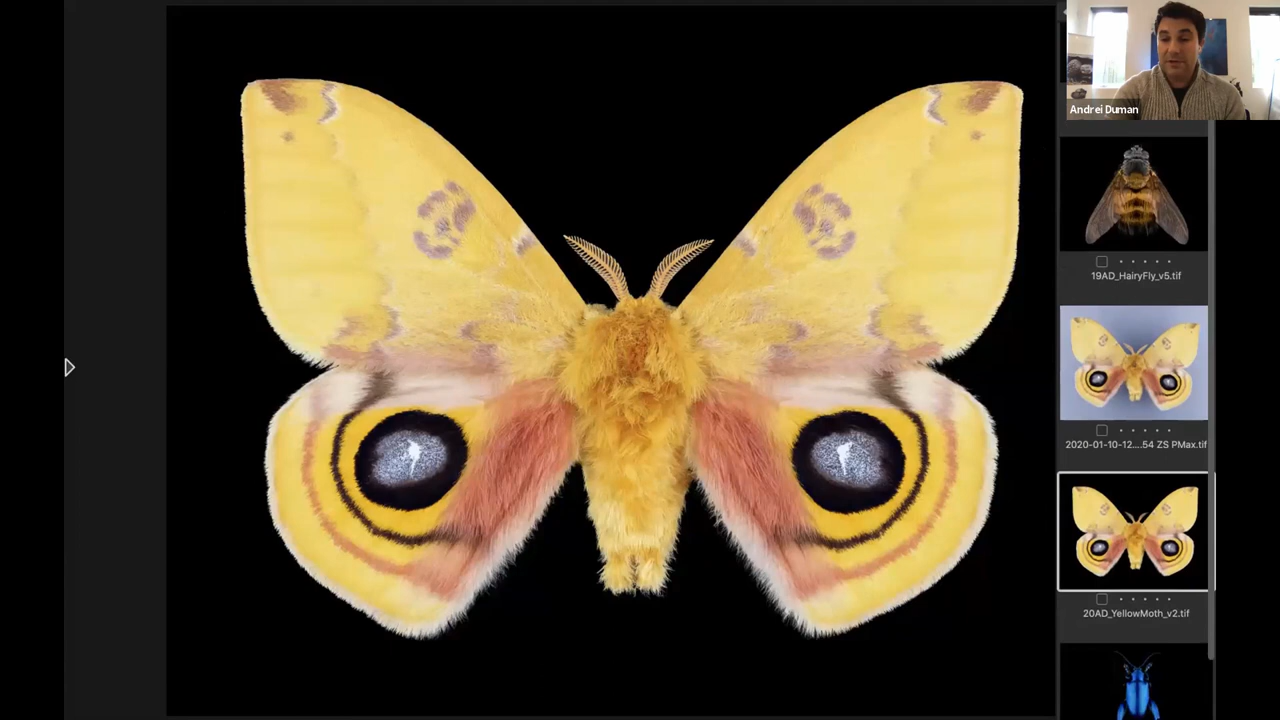 Andrei Duman
19AD_HairyFly_v5.tif
2020-01-10-12....54 ZS PMax.tif
20AD_YellowMoth_v2.tif